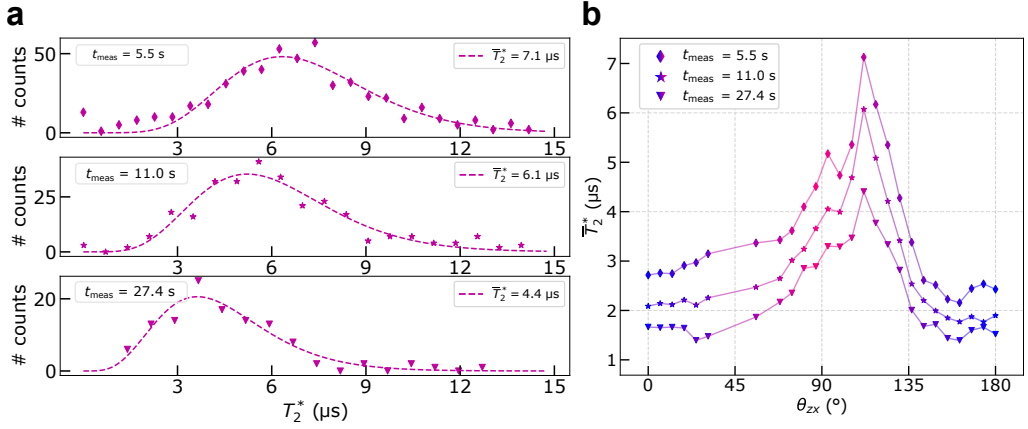 a
# counts
50
0
t_meas = 5.5 s
T̅₂* = 7.1 μs
3 6 9 12 15
# counts
25
0
t_meas = 11.0 s
T̅₂* = 6.1 μs
3 6 9 12 15
# counts
20
0
t_meas = 27.4 s
T̅₂* = 4.4 μs
3 6 9 12 15
T₂* (μs)
b
t_meas = 5.5 s
t_meas = 11.0 s
t_meas = 27.4 s
T̅₂* (μs)
7
6
5
4
3
2
1
0 45 90 135 180
θ_zx (°)